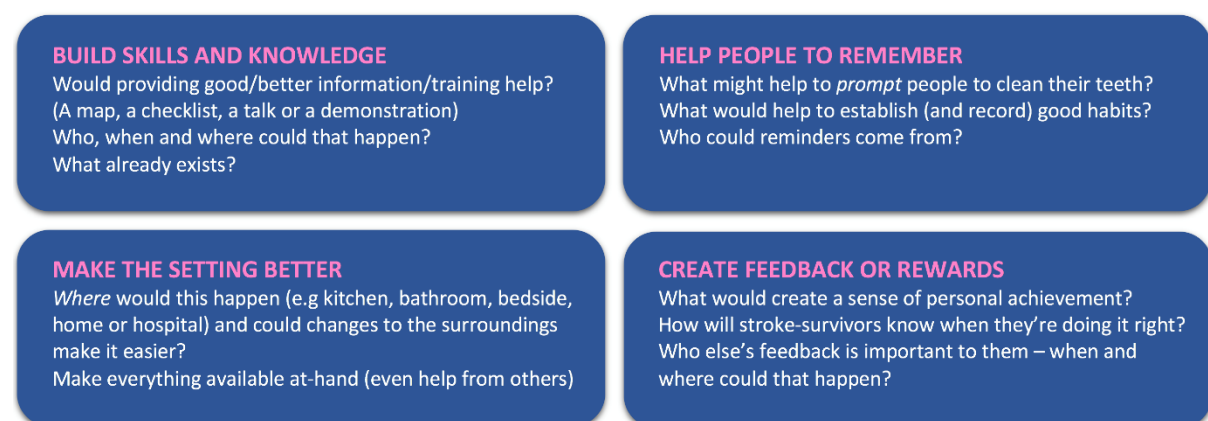 BUILD SKILLS AND KNOWLEDGE
Would providing good/better information/training help?
(A map, a checklist, a talk or a demonstration)
Who, when and where could that happen?
What already exists?
HELP PEOPLE TO REMEMBER
What might help to prompt people to clean their teeth?
What would help to establish (and record) good habits?
Who could reminders come from?
MAKE THE SETTING BETTER
Where would this happen (e.g kitchen, bathroom, bedside,
home or hospital) and could changes to the surroundings
make it easier?
Make everything available at-hand (even help from others)
CREATE FEEDBACK OR REWARDS
What would create a sense of personal achievement?
How will stroke-survivors know when they’re doing it right?
Who else’s feedback is important to them – when and
where could that happen?